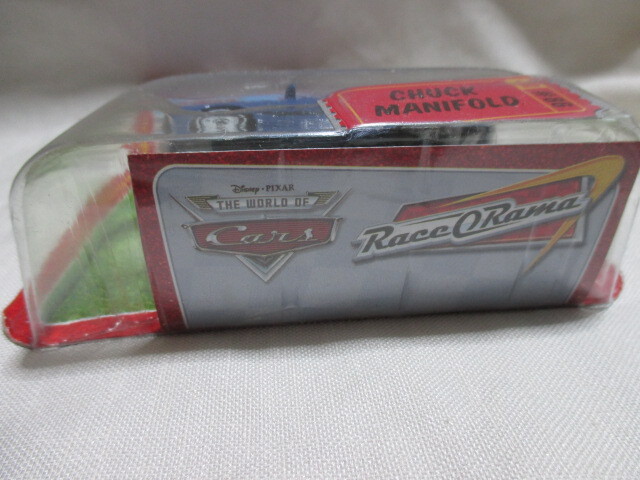 CHUCK
MANIFOLD
Disney · PIXAR
THE WORLD OF
Cars
Race O Rama